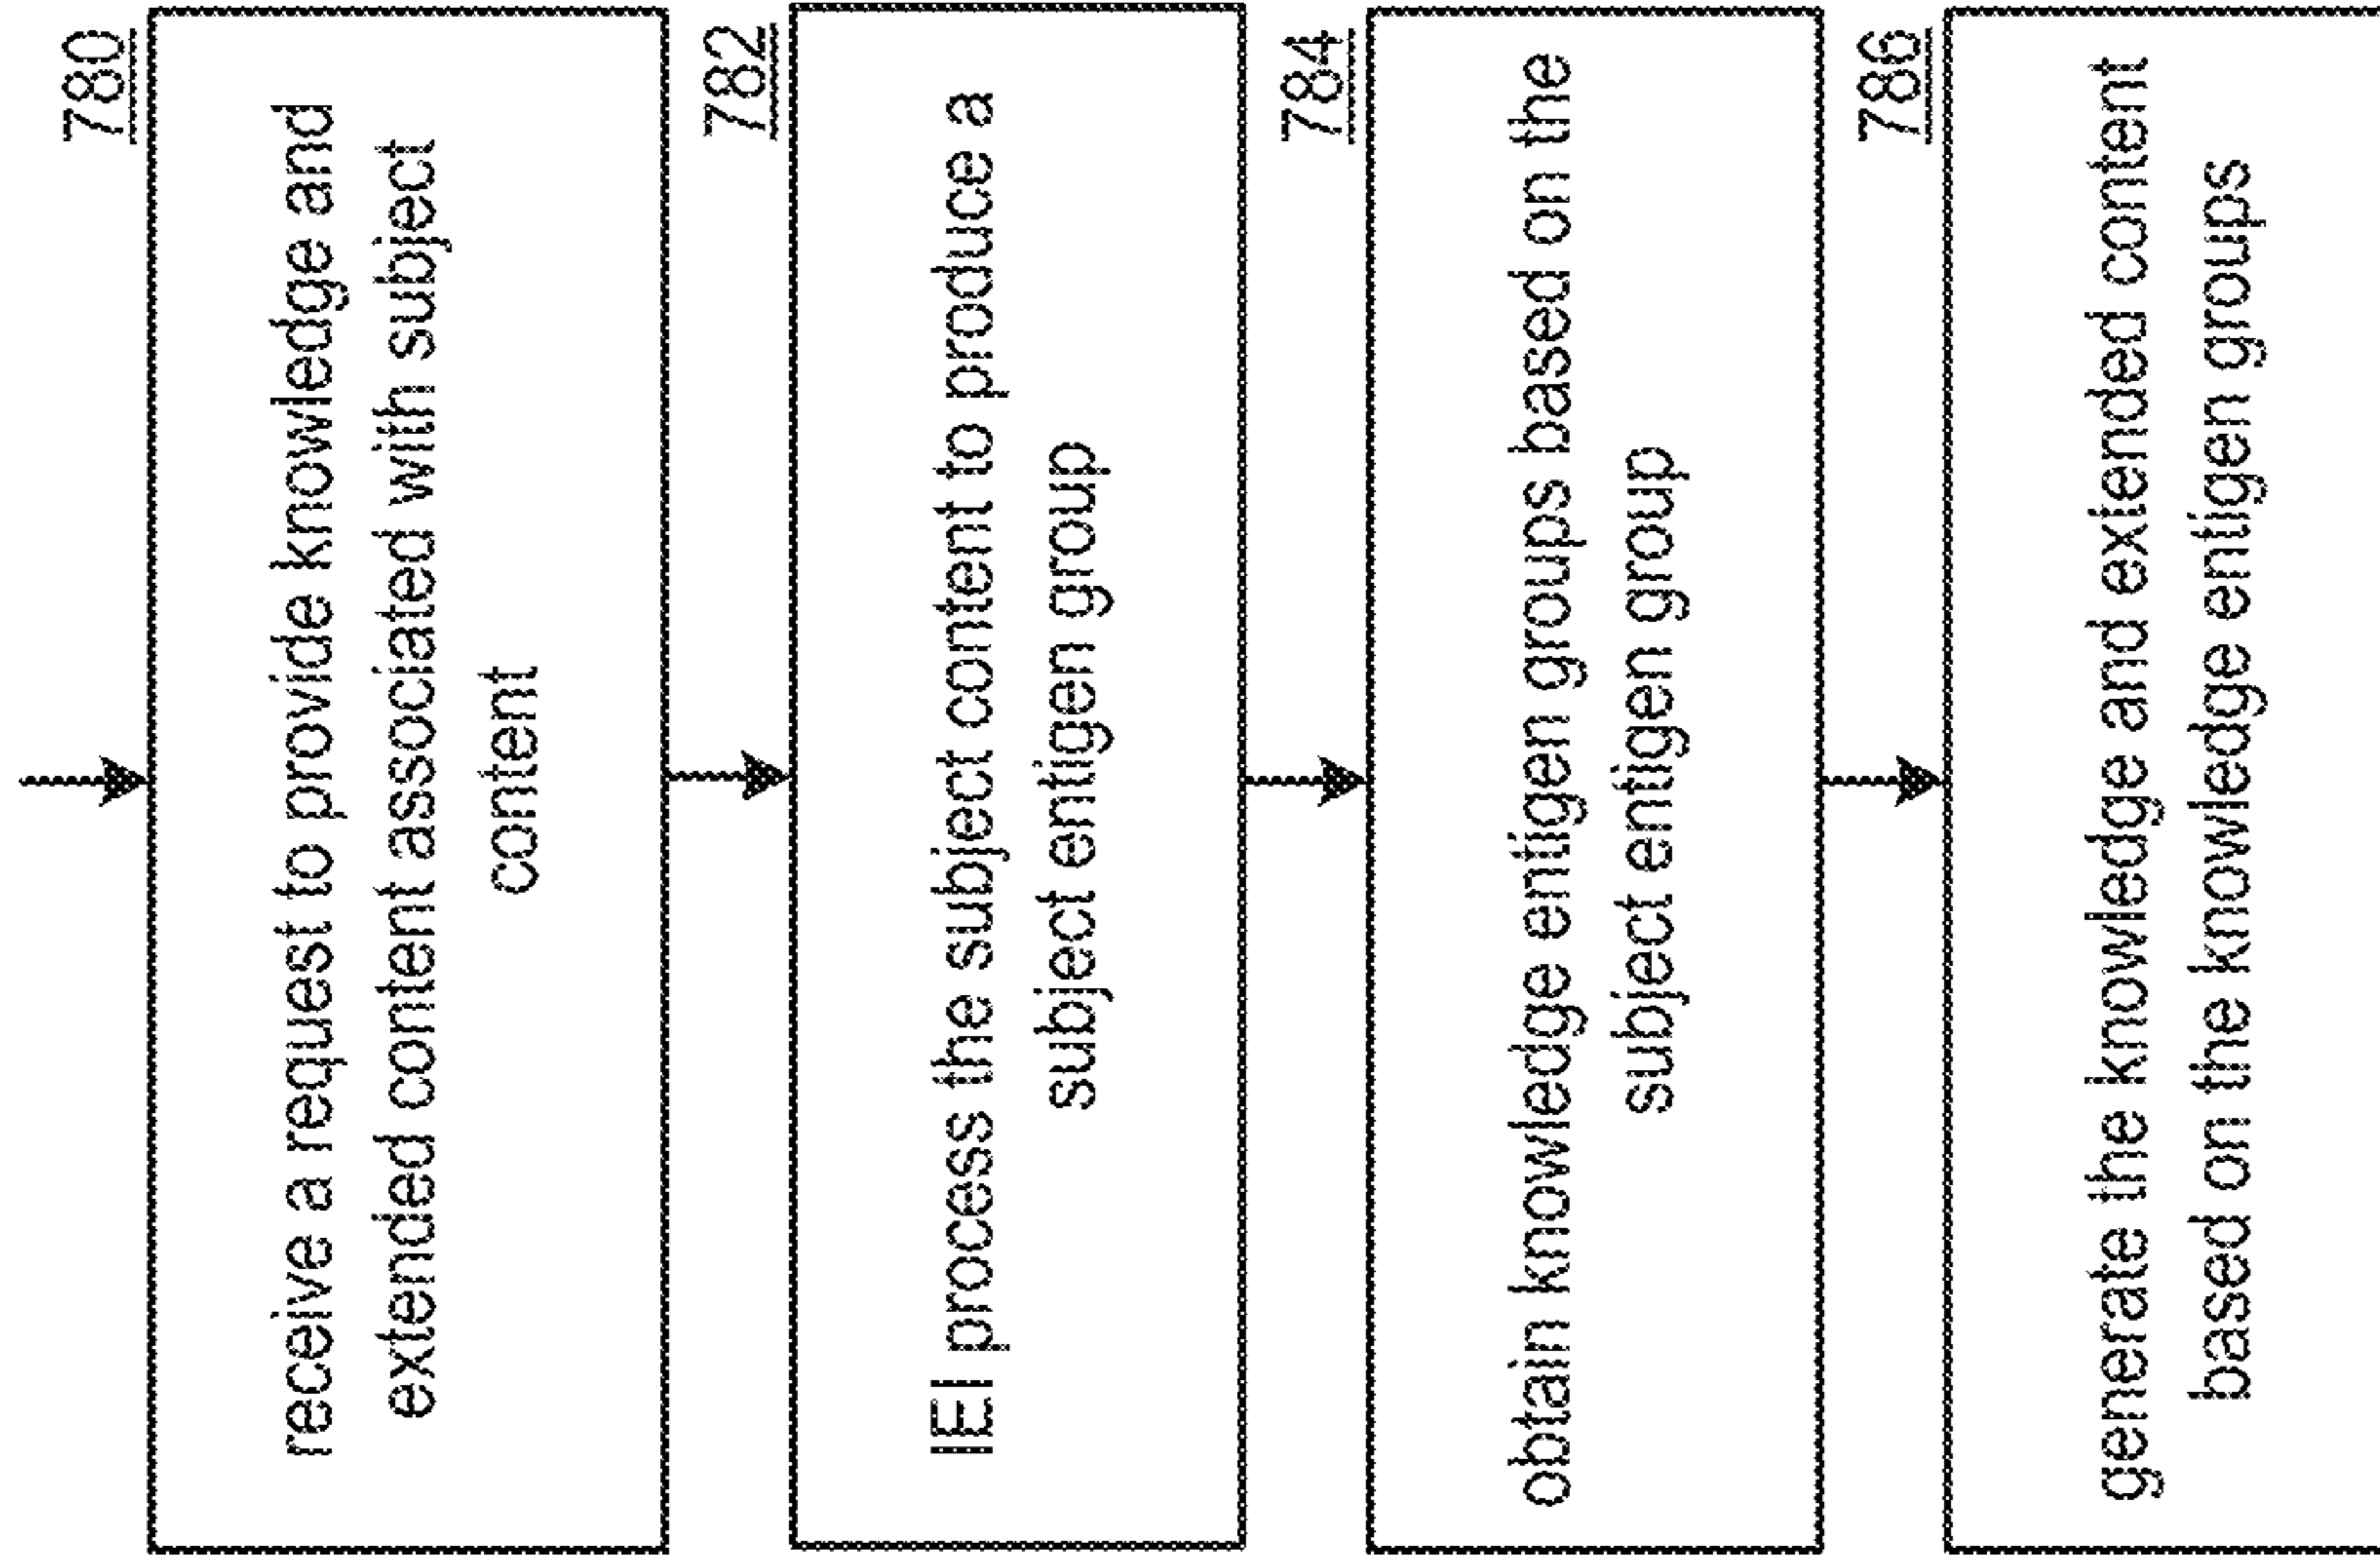 780
receive a request to provide knowledge and
extended content associated with subject
content
782
IEI process the subject content to produce a
subject entigen group
784
obtain knowledge entigen groups based on the
subject entigen group
786
generate the knowledge and extended content
based on the knowledge entigen groups